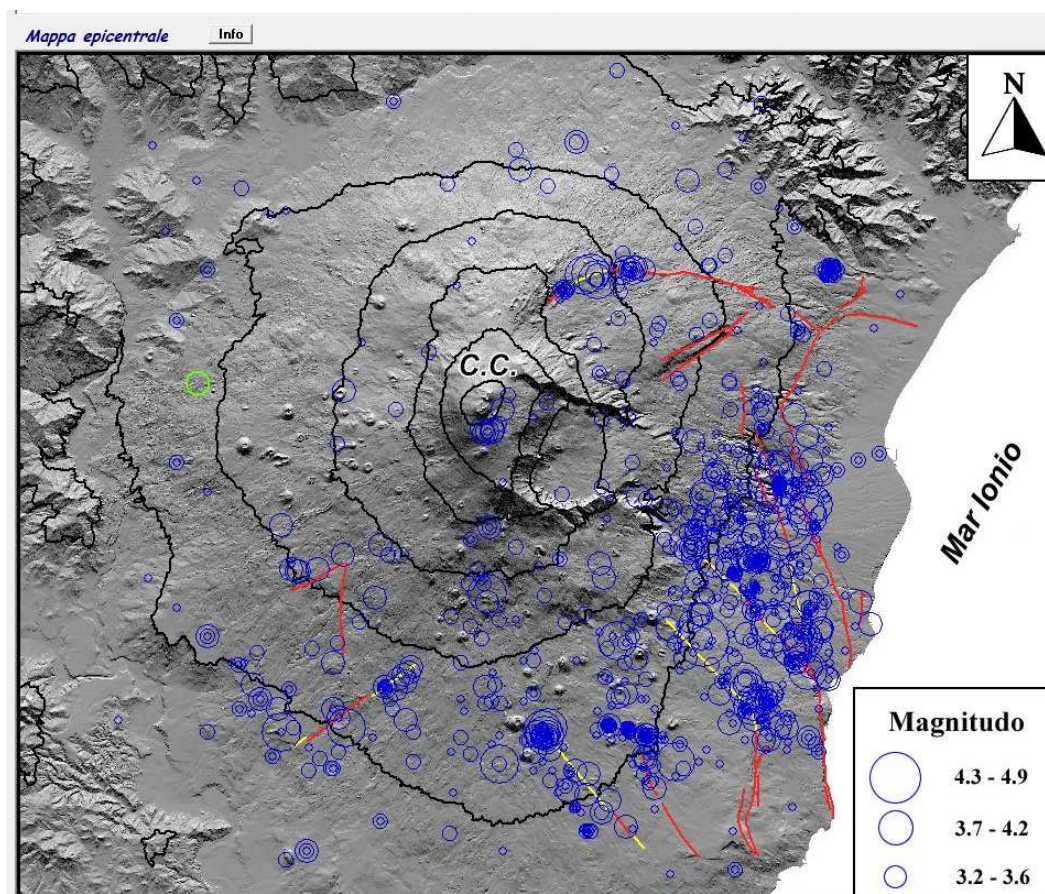 Mappa epicentrale
Info
N
C.C.
Mar Ionio
Magnitudo
4.3 - 4.9
3.7 - 4.2
3.2 - 3.6